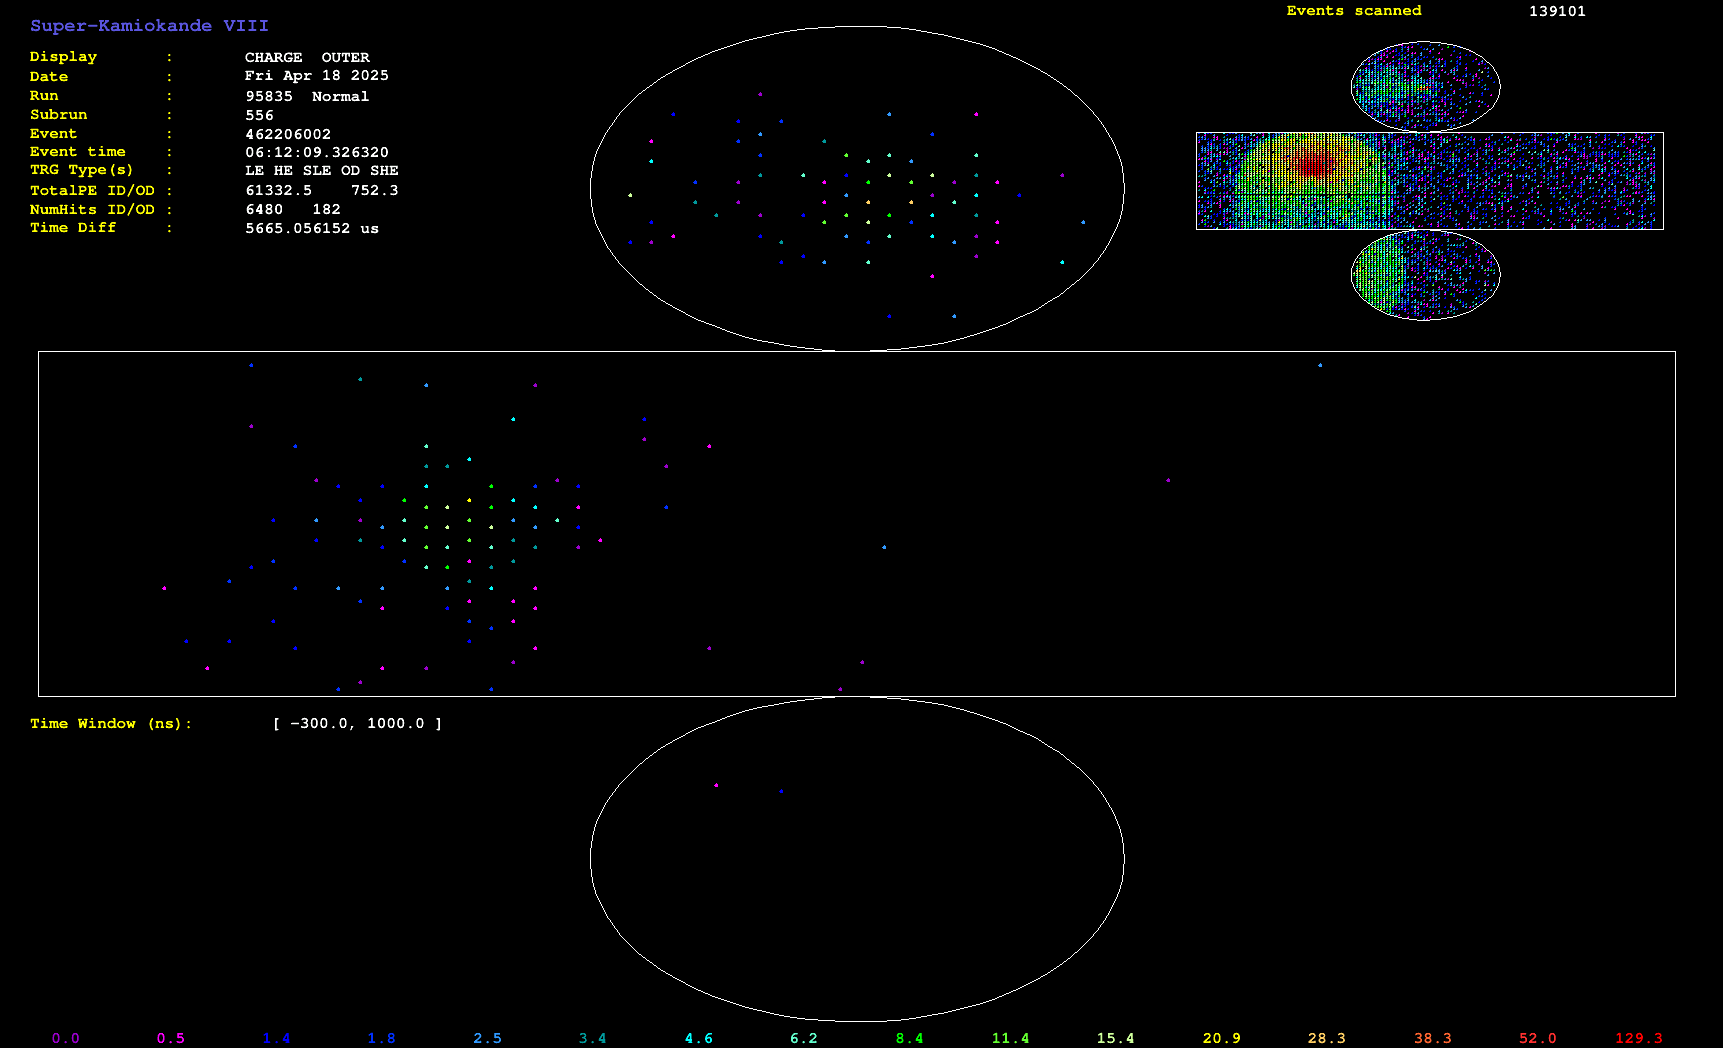 Super-Kamiokande VIII
Events scanned 139101
Display : CHARGE OUTER
Date : Fri Apr 18 2025
Run : 95835 Normal
Subrun : 556
Event : 462206002
Event time : 06:12:09.326320
TRG Type(s) : LE HE SLE OD SHE
TotalPE ID/OD : 61332.5 752.3
NumHits ID/OD : 6480 182
Time Diff : 5665.056152 us
Time Window (ns): [ -300.0, 1000.0 ]
0.0 0.5 1.4 1.8 2.5 3.4 4.6 6.2 8.4 11.4 15.4 20.9 28.3 38.3 52.0 129.3